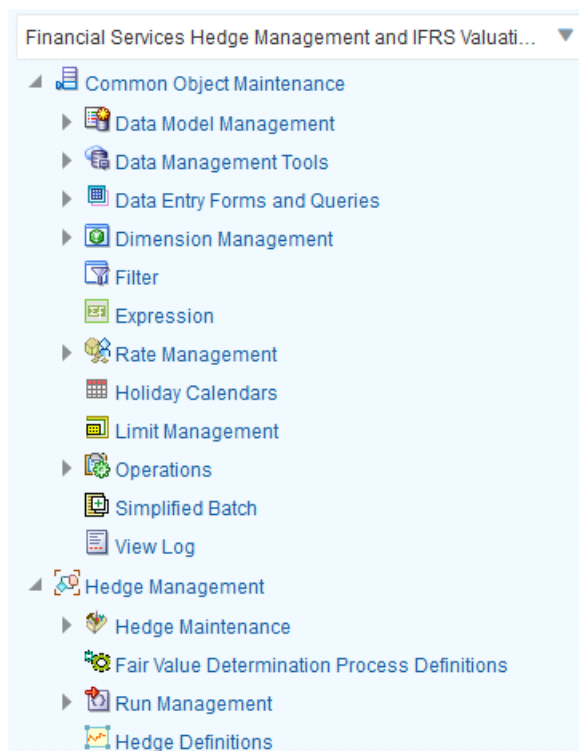 Financial Services Hedge Management and IFRS Valuati...
Common Object Maintenance
Data Model Management
Data Management Tools
Data Entry Forms and Queries
Dimension Management
Filter
Expression
Rate Management
Holiday Calendars
Limit Management
Operations
Simplified Batch
View Log
Hedge Management
Hedge Maintenance
Fair Value Determination Process Definitions
Run Management
Hedge Definitions